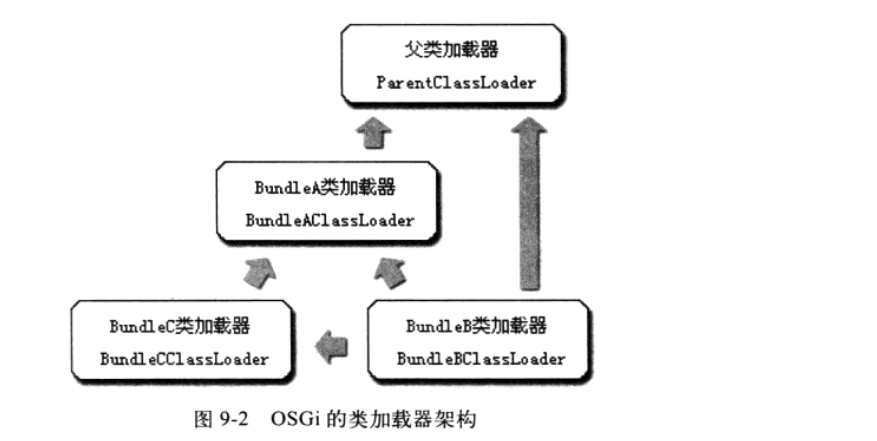 父类加载器
ParentClassLoader
BundleA类加载器
BundleAClassLoader
BundleC类加载器
BundleCClassLoader
BundleB类加载器
BundleBClassLoader
图 9-2 OSGi 的类加载器架构